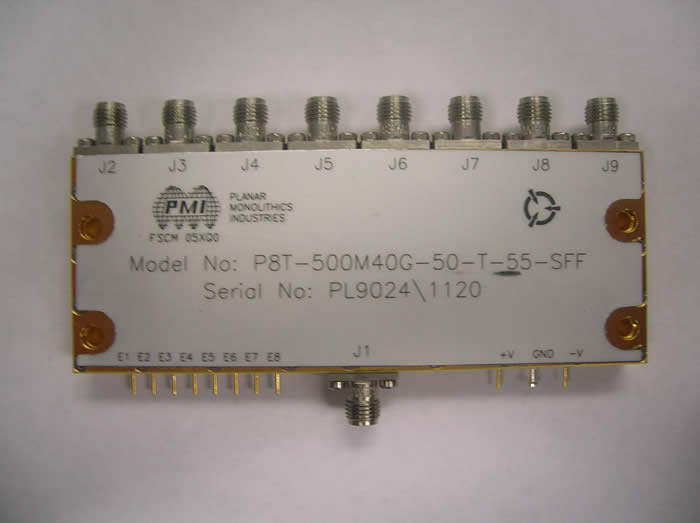 J2 J3 J4 J5 J6 J7 J8 J9
PMI
PLANAR
MONOLITHICS
INDUSTRIES
FSCM 05XQ0
Model No: P8T-500M40G-50-T-55-SFF
Serial No: PL9024\1120
E1 E2 E3 E4 E5 E6 E7 E8
J1
+V GND -V